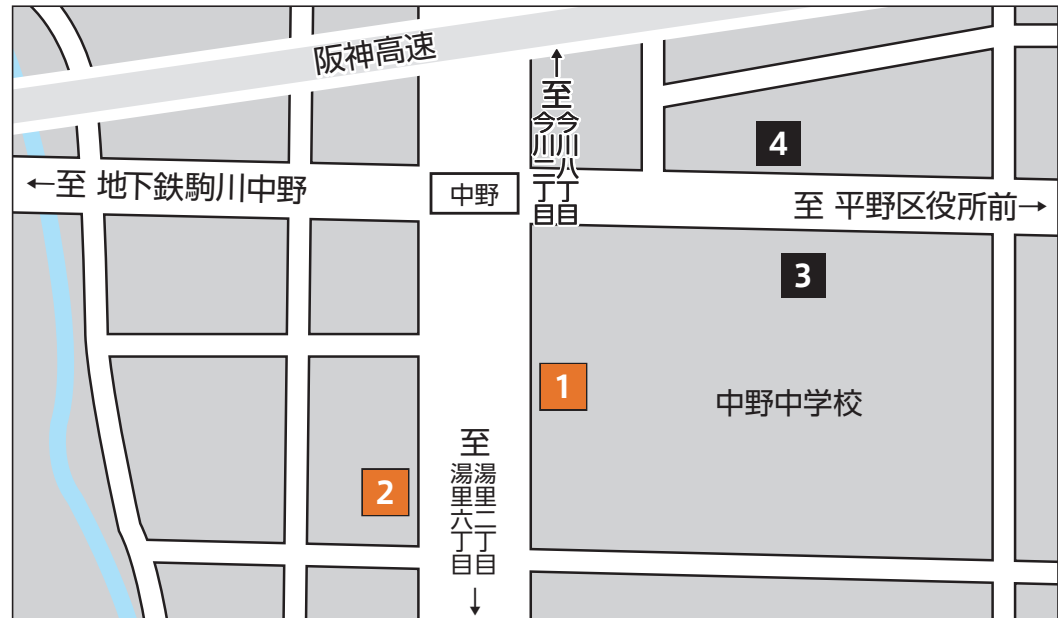 阪神高速
↑
至
今川八丁目
今川二丁目
4
←至 地下鉄駒川中野
中野
至 平野区役所前→
3
1
中野中学校
2
至
湯里二丁目
湯里六丁目
↓